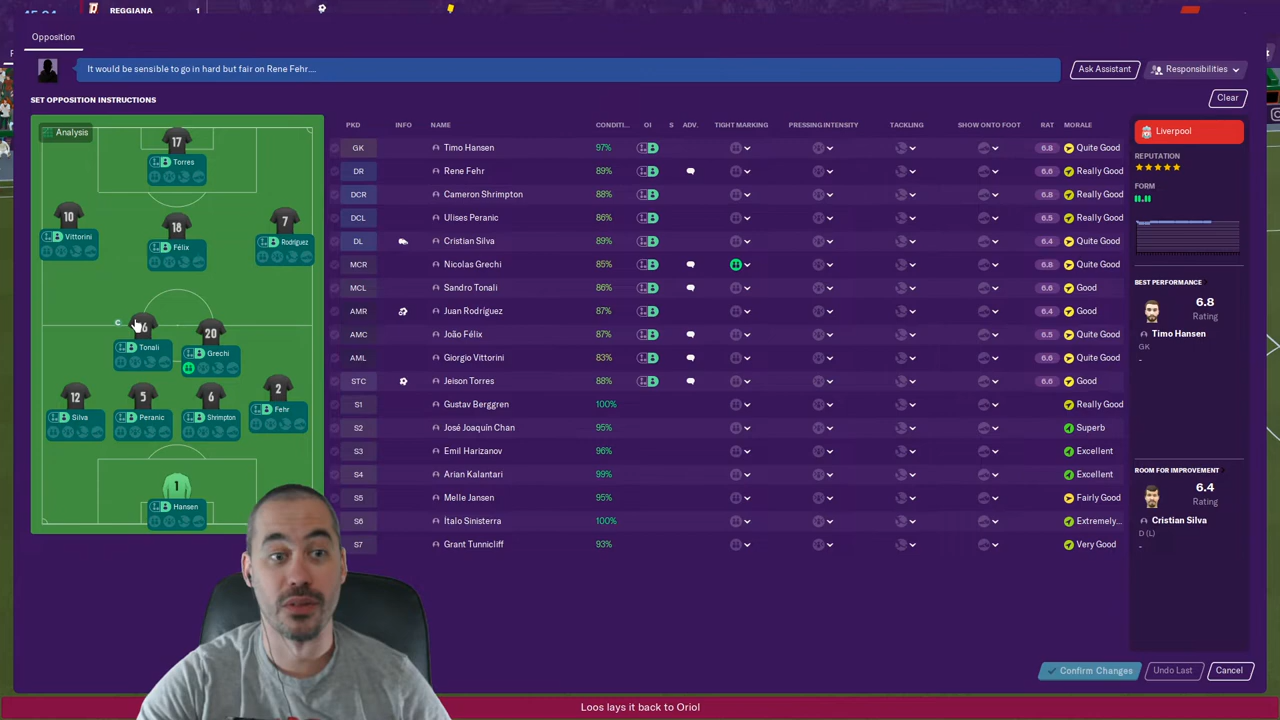 REGGIANA 1
Opposition
It would be sensible to go in hard but fair on Rene Fehr....
Ask Assistant
Responsibilities
SET OPPOSITION INSTRUCTIONS
Clear
Analysis
17
Torres
10
Vittorini
18
Félix
7
Rodríguez
Tonali
20
Grechi
12
Silva
5
Peranic
6
Shrimpton
2
Fehr
1
Hansen
PKD INFO NAME CONDITI... OI S ADV. TIGHT MARKING PRESSING INTENSITY TACKLING SHOW ONTO FOOT RAT MORALE
GK Timo Hansen 97% 6.8 Quite Good
DR Rene Fehr 89% 6.8 Really Good
DCR Cameron Shrimpton 88% 6.8 Really Good
DCL Ulises Peranic 86% 6.5 Really Good
DL Cristian Silva 89% 6.4 Quite Good
MCR Nicolas Grechi 85% 6.8 Quite Good
MCL Sandro Tonali 86% 6.6 Good
AMR Juan Rodríguez 87% 6.4 Good
AMC João Félix 87% 6.5 Quite Good
AML Giorgio Vittorini 83% 6.6 Quite Good
STC Jeison Torres 88% 6.6 Good
S1 Gustav Berggren 100% Really Good
S2 José Joaquín Chan 95% Superb
S3 Emil Harizanov 96% Excellent
S4 Arian Kalantari 99% Excellent
S5 Melle Jansen 95% Fairly Good
S6 Ítalo Sinisterra 100% Extremely...
S7 Grant Tunnicliff 93% Very Good
Liverpool
REPUTATION
FORM
BEST PERFORMANCE
6.8
Rating
Timo Hansen
GK
-
ROOM FOR IMPROVEMENT
6.4
Rating
Cristian Silva
D (L)
-
Confirm Changes
Undo Last
Cancel
Loos lays it back to Oriol